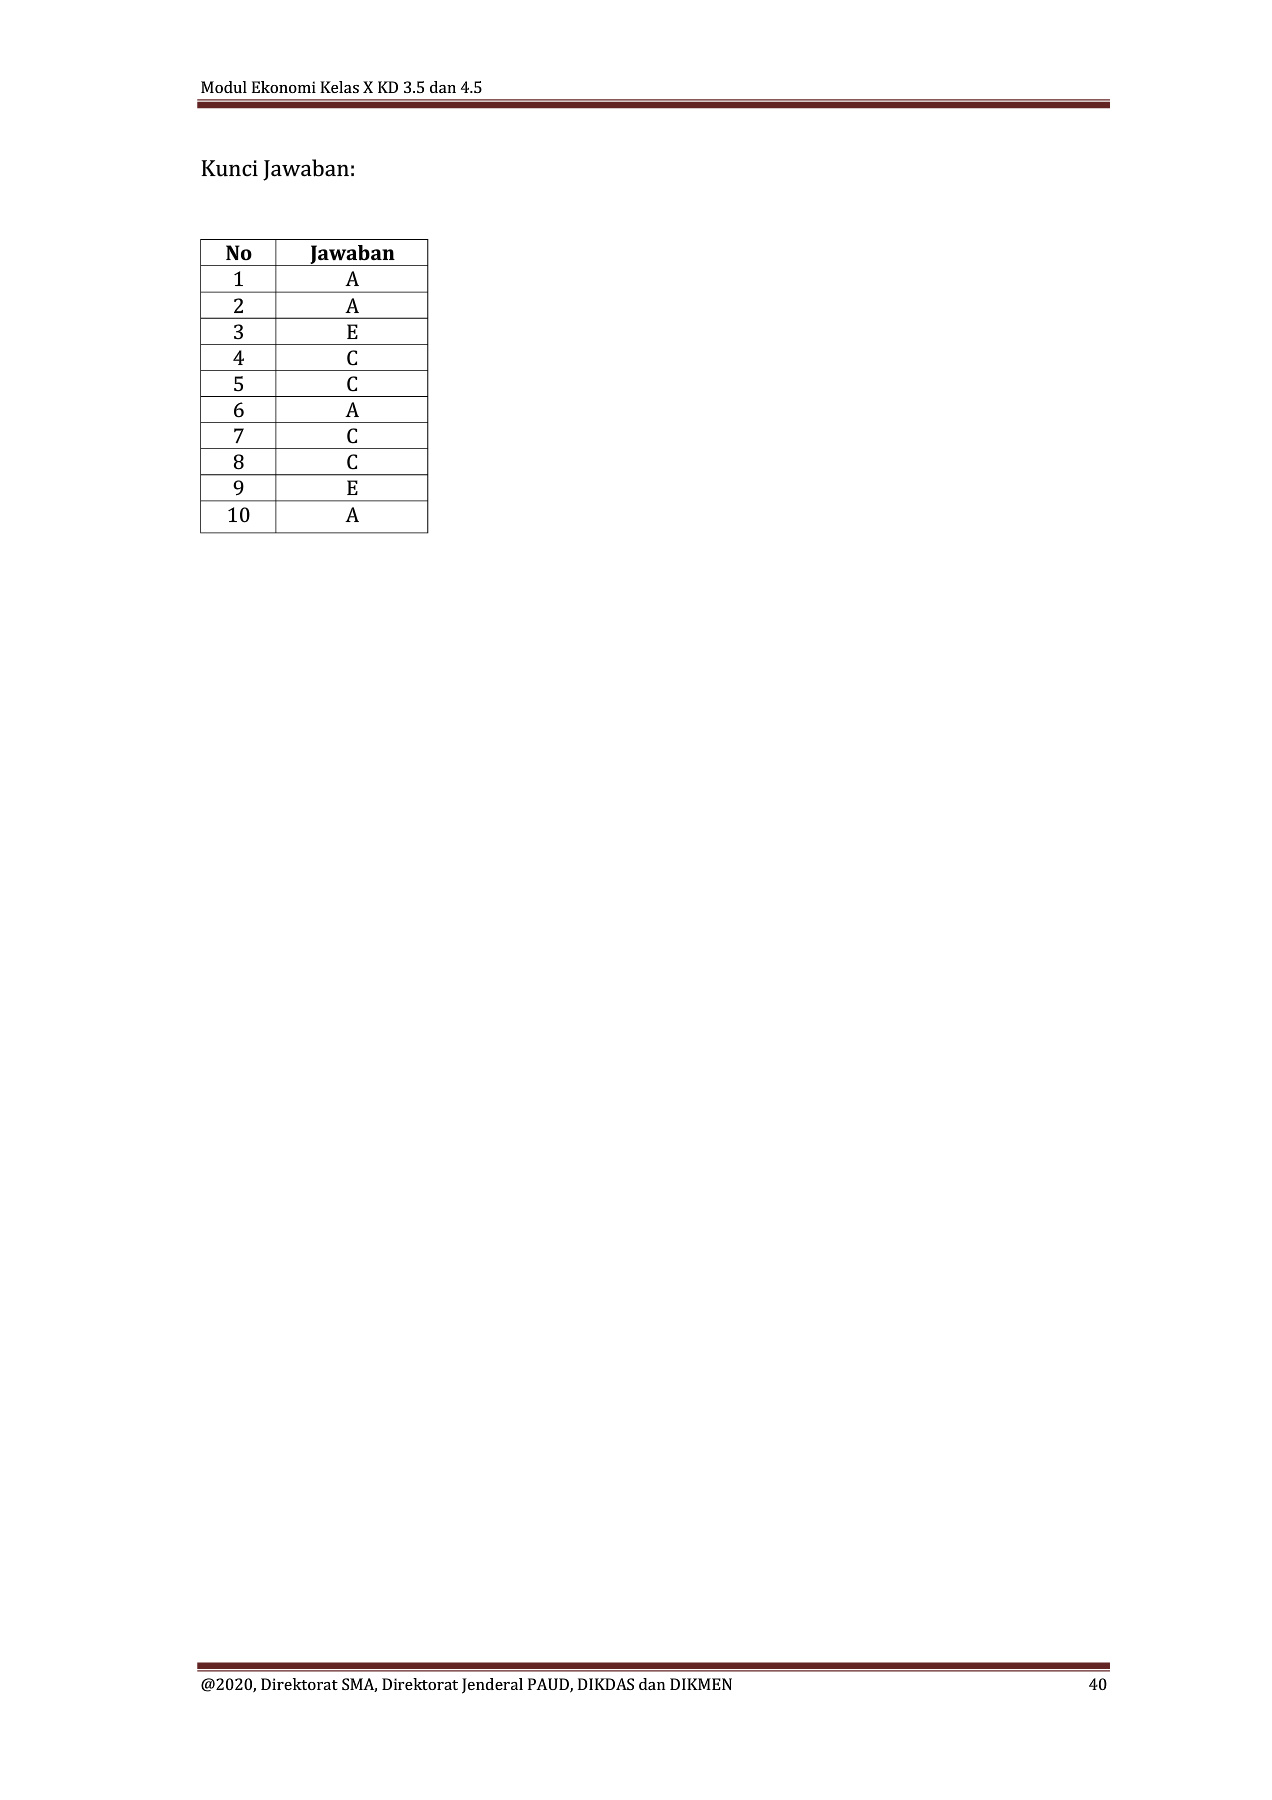 Modul Ekonomi Kelas X KD 3.5 dan 4.5
Kunci Jawaban:
No Jawaban
1 A
2 A
3 E
4 C
5 C
6 A
7 C
8 C
9 E
10 A
@2020, Direktorat SMA, Direktorat Jenderal PAUD, DIKDAS dan DIKMEN 40